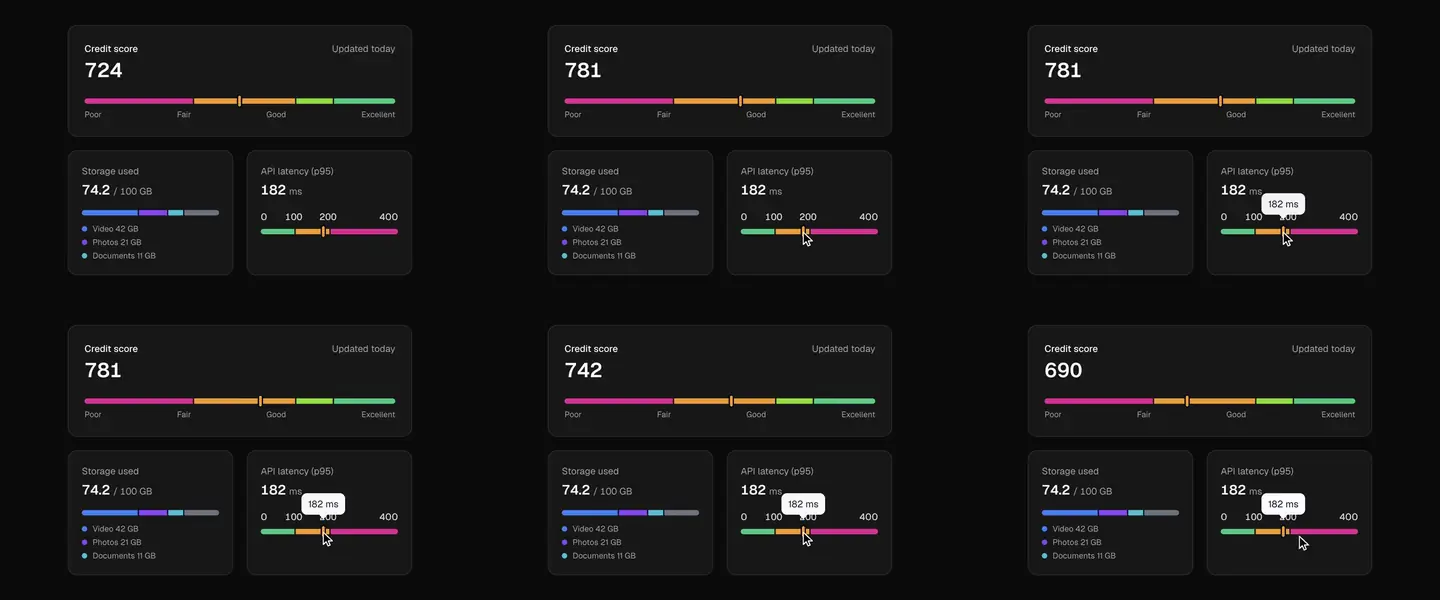 Credit score Updated today
724
Poor Fair Good Excellent
Storage used
74.2 / 100 GB
Video 42 GB
Photos 21 GB
Documents 11 GB
API latency (p95)
182 ms
0 100 200 400
Credit score Updated today
781
Poor Fair Good Excellent
Storage used
74.2 / 100 GB
Video 42 GB
Photos 21 GB
Documents 11 GB
API latency (p95)
182 ms
0 100 200 400
Credit score Updated today
781
Poor Fair Good Excellent
Storage used
74.2 / 100 GB
Video 42 GB
Photos 21 GB
Documents 11 GB
API latency (p95)
182 ms
182 ms
0 100 200 400
Credit score Updated today
781
Poor Fair Good Excellent
Storage used
74.2 / 100 GB
Video 42 GB
Photos 21 GB
Documents 11 GB
API latency (p95)
182 ms
182 ms
0 100 200 400
Credit score Updated today
742
Poor Fair Good Excellent
Storage used
74.2 / 100 GB
Video 42 GB
Photos 21 GB
Documents 11 GB
API latency (p95)
182 ms
182 ms
0 100 200 400
Credit score Updated today
690
Poor Fair Good Excellent
Storage used
74.2 / 100 GB
Video 42 GB
Photos 21 GB
Documents 11 GB
API latency (p95)
182 ms
182 ms
0 100 200 400